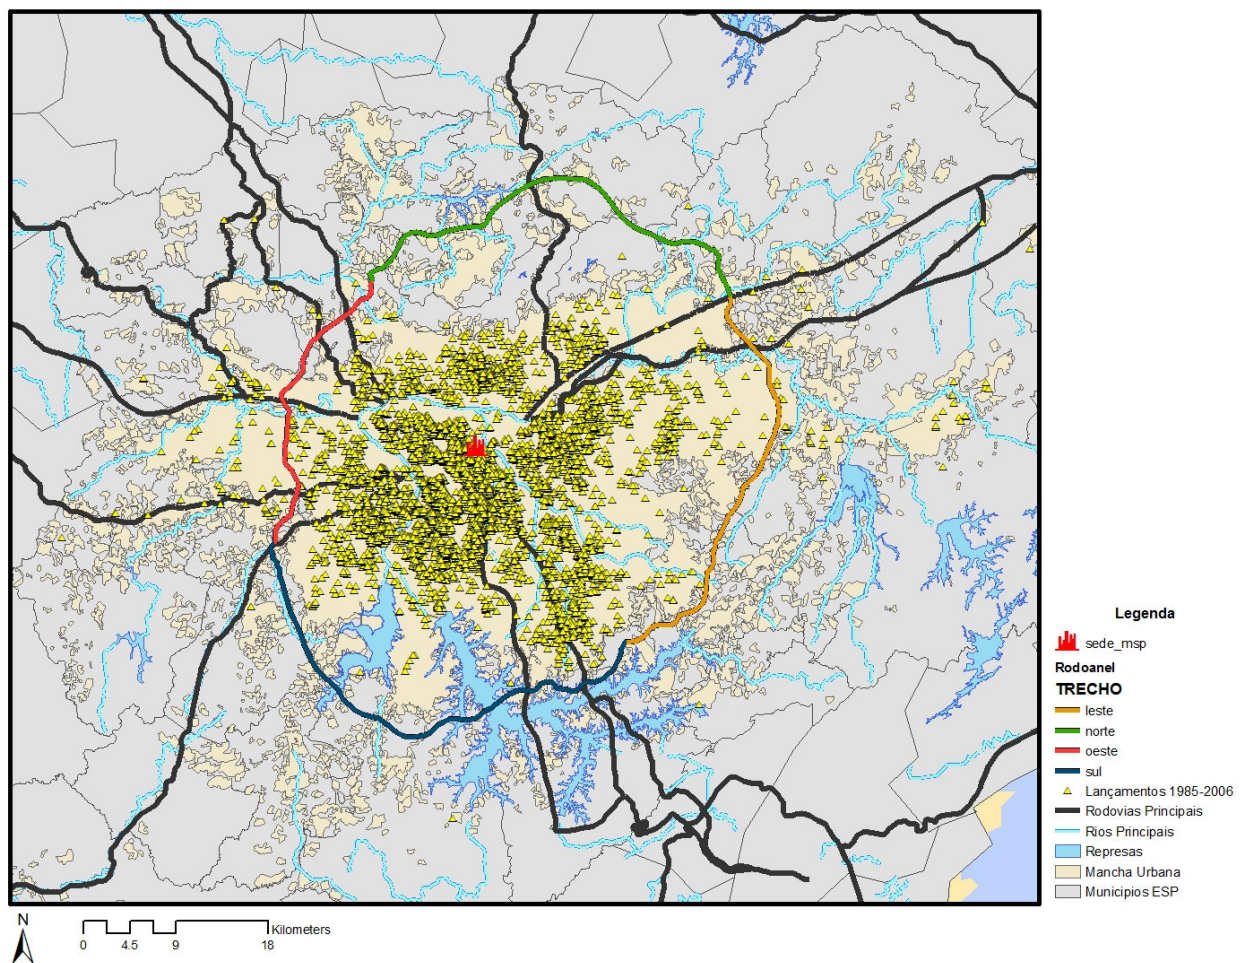 Legenda
sede_msp
Rodoanel
TRECHO
leste
norte
oeste
sul
Lançamentos 1985-2006
Rodovias Principais
Rios Principais
Represas
Mancha Urbana
Municipios ESP
N
Kilometers
0 4.5 9 18